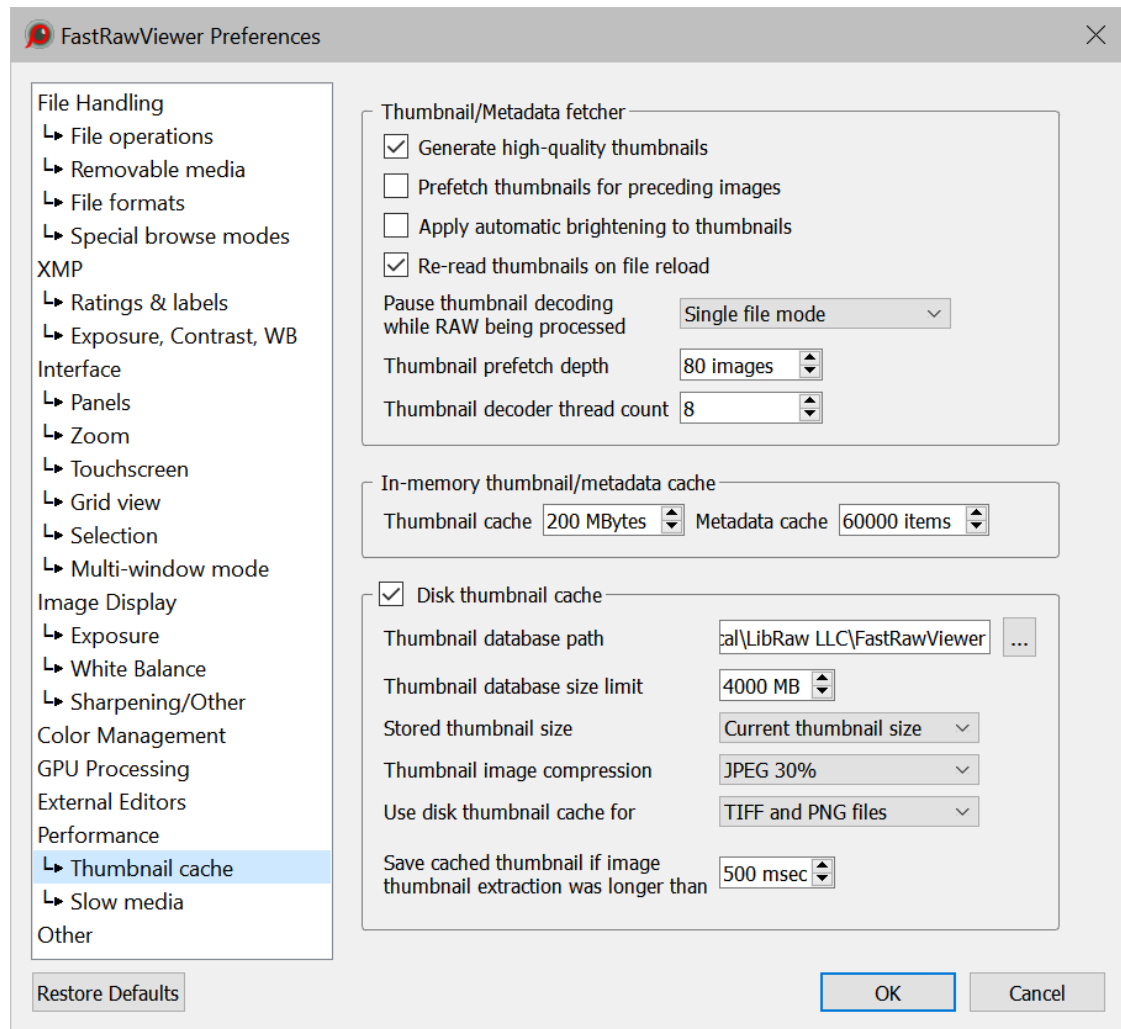 FastRawViewer Preferences
File Handling
File operations
Removable media
File formats
Special browse modes
XMP
Ratings & labels
Exposure, Contrast, WB
Interface
Panels
Zoom
Touchscreen
Grid view
Selection
Multi-window mode
Image Display
Exposure
White Balance
Sharpening/Other
Color Management
GPU Processing
External Editors
Performance
Thumbnail cache
Slow media
Other
Thumbnail/Metadata fetcher
Generate high-quality thumbnails
Prefetch thumbnails for preceding images
Apply automatic brightening to thumbnails
Re-read thumbnails on file reload
Pause thumbnail decoding
while RAW being processed
Single file mode
Thumbnail prefetch depth 80 images
Thumbnail decoder thread count 8
In-memory thumbnail/metadata cache
Thumbnail cache 200 MBytes Metadata cache 60000 items
Disk thumbnail cache
Thumbnail database path cal\LibRaw LLC\FastRawViewer ...
Thumbnail database size limit 4000 MB
Stored thumbnail size Current thumbnail size
Thumbnail image compression JPEG 30%
Use disk thumbnail cache for TIFF and PNG files
Save cached thumbnail if image
thumbnail extraction was longer than
500 msec
Restore Defaults OK Cancel